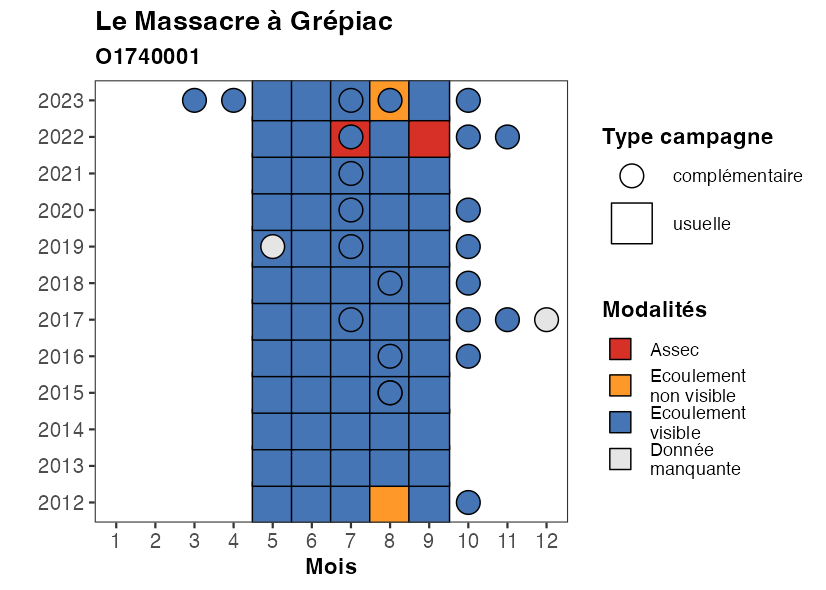 Le Massacre à Grépiac
O1740001
2023
2022
2021
2020
2019
2018
2017
2016
2015
2014
2013
2012
1 2 3 4 5 6 7 8 9 10 11 12
Mois
Type campagne
complémentaire
usuelle
Modalités
Assec
Ecoulement
non visible
Ecoulement
visible
Donnée
manquante